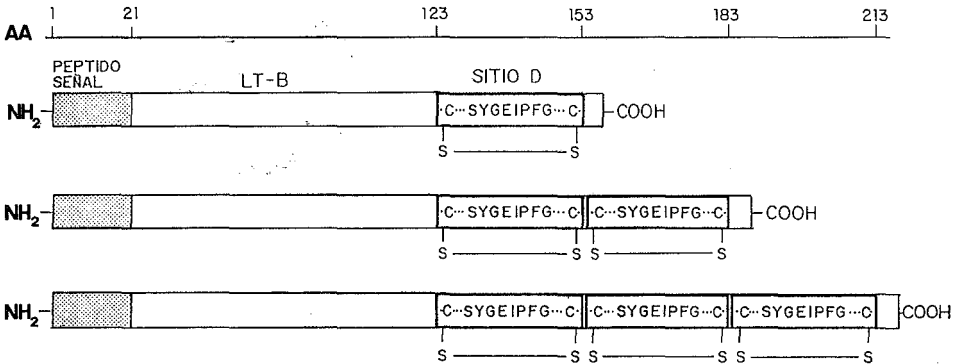 1 21 123 153 183 213
AA
PEPTIDO
SEÑAL LT-B SITIO D
NH2 ·C··SYGEIPFG··C· COOH
S S
NH2 ·C··SYGEIPFG··C· ·C··SYGEIPFG··C· COOH
S S S S
NH2 ·C··SYGEIPFG··C· ·C··SYGEIPFG··C· ·C··SYGEIPFG··C· COOH
S S S S S S